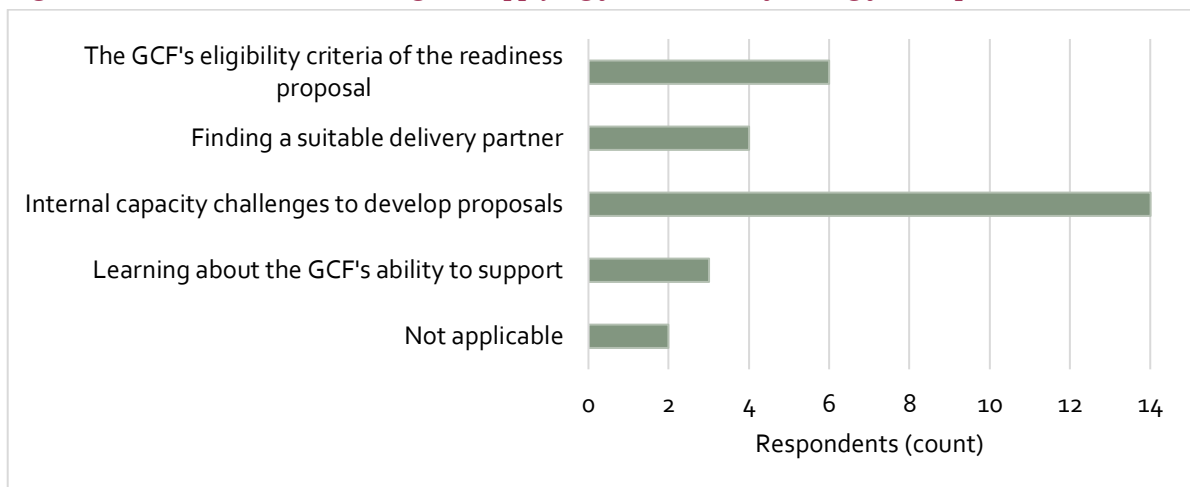 The GCF's eligibility criteria of the readiness
proposal
Finding a suitable delivery partner
Internal capacity challenges to develop proposals
Learning about the GCF's ability to support
Not applicable
0 2 4 6 8 10 12 14
Respondents (count)